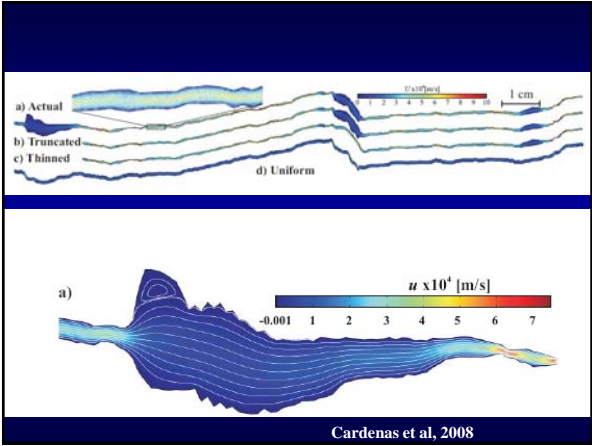 a) Actual
U x10⁴[m/s]
0 1 2 3 4 5 6 7 8 9 10
1 cm
b) Truncated
c) Thinned
d) Uniform
a)
u x10⁴ [m/s]
-0.001 1 2 3 4 5 6 7
Cardenas et al, 2008